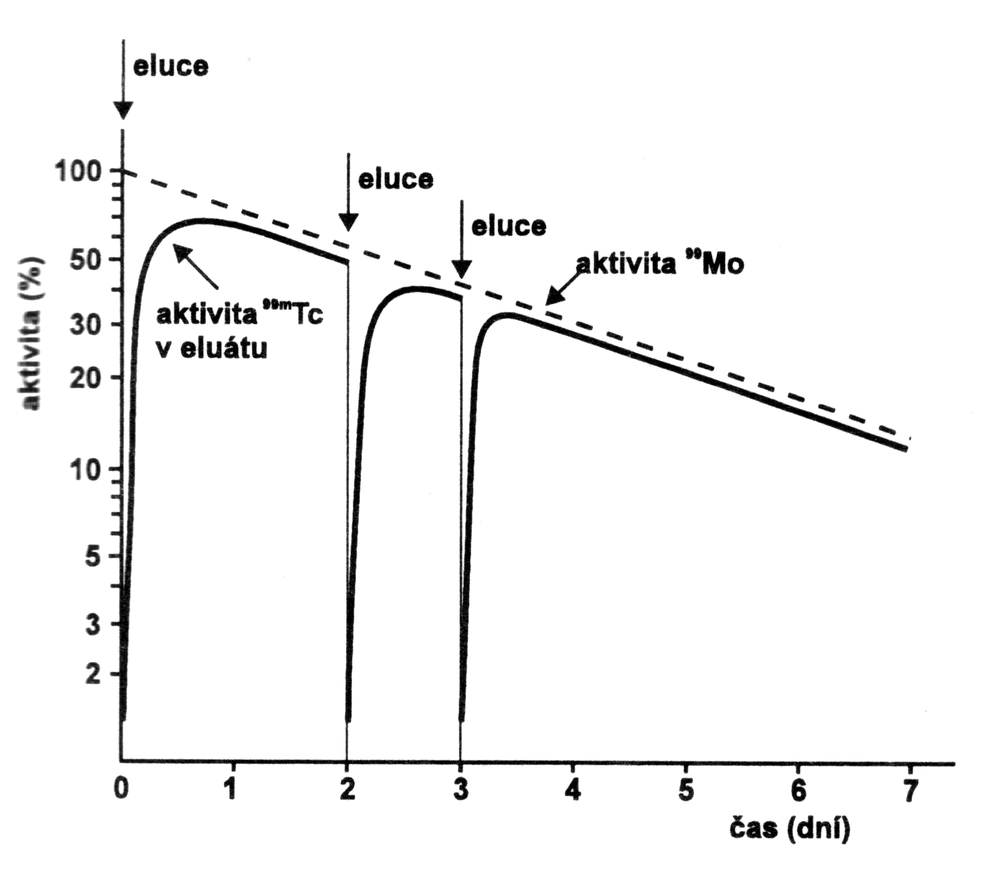 eluce
eluce
eluce
aktivita ⁹⁹Mo
aktivita ⁹⁹ᵐTc
v eluátu
aktivita (%)
100
50
30
20
10
5
3
2
0 1 2 3 4 5 6 7
čas (dní)